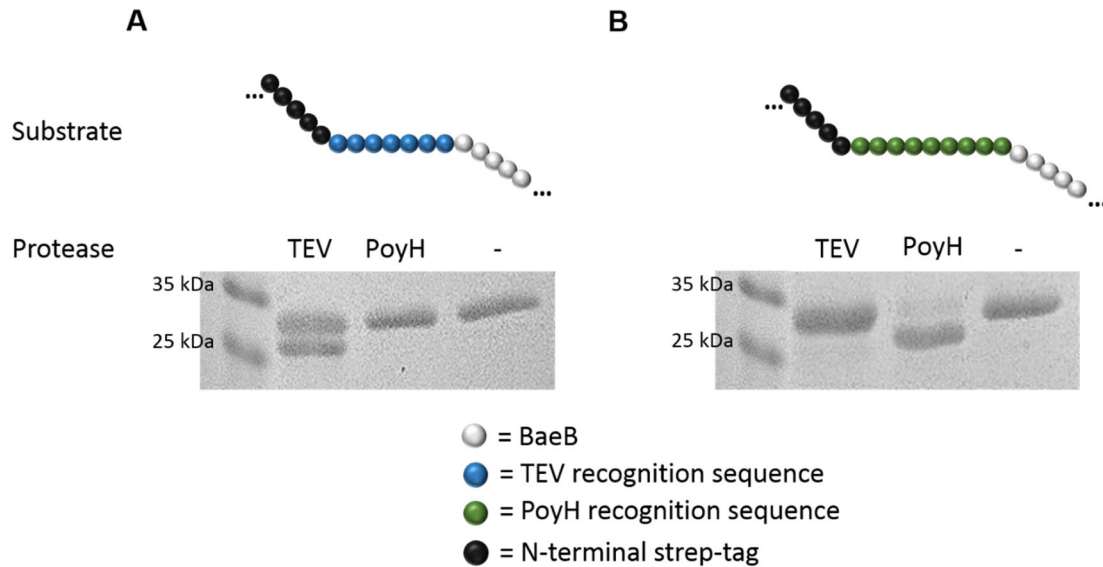 A
B
...
...
Substrate
...
...
Protease
TEV PoyH -
TEV PoyH -
35 kDa
35 kDa
25 kDa
25 kDa
= BaeB
= TEV recognition sequence
= PoyH recognition sequence
= N-terminal strep-tag